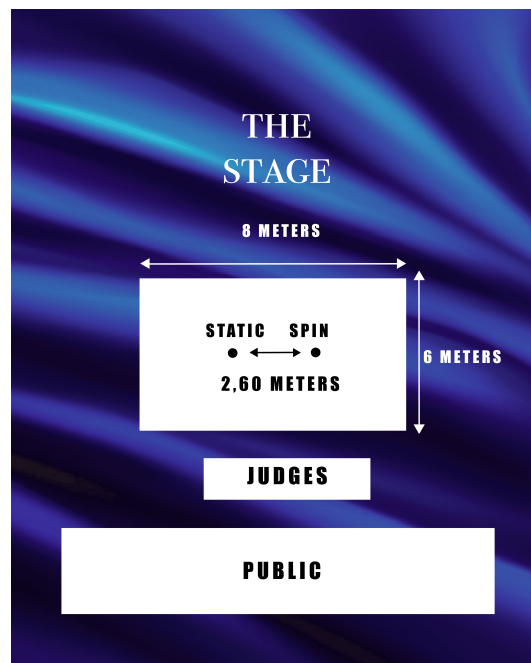 THE
STAGE
8 METERS
STATIC SPIN
6 METERS
2,60 METERS
JUDGES
PUBLIC